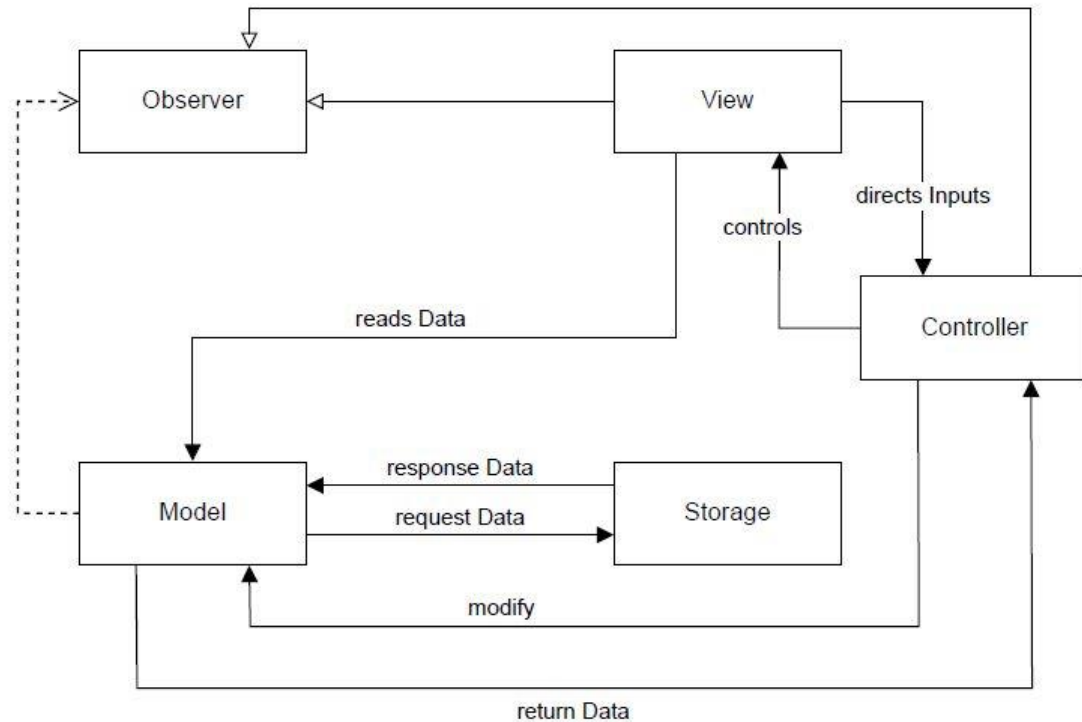 Observer
View
directs Inputs
controls
Controller
reads Data
response Data
Model
request Data
Storage
modify
return Data